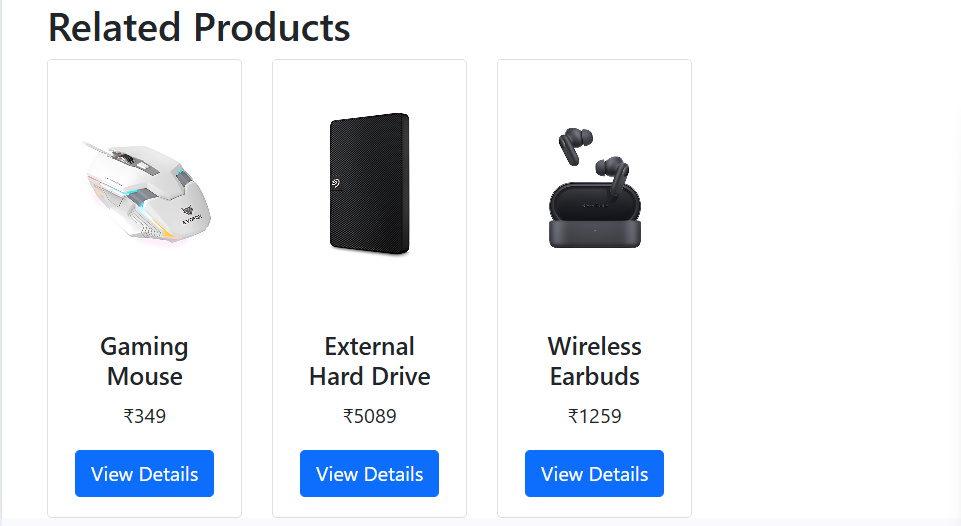 Related Products
Gaming
Mouse
₹349
View Details
External
Hard Drive
₹5089
View Details
Wireless
Earbuds
₹1259
View Details